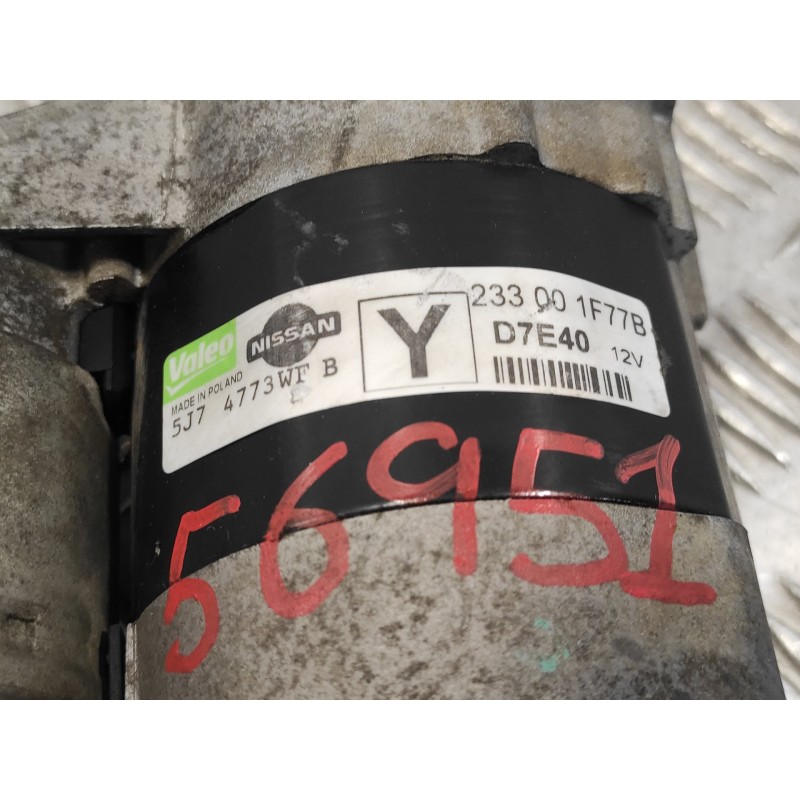 Valeo
NISSAN
MADE IN POLAND
5J7 4773WF B
Y
233 00 1F77B
D7E40 12V
56951